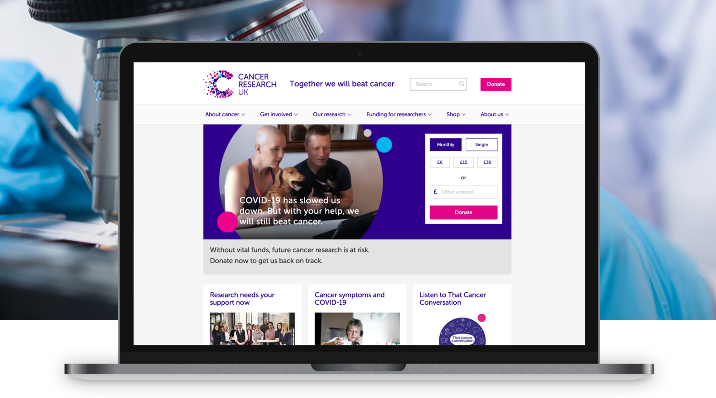 CANCER
RESEARCH
UK
Together we will beat cancer
Search
Donate
About cancer
Get involved
Our research
Funding for researchers
Shop
About us
COVID-19 has slowed us
down. But with your help, we
will still beat cancer.
Monthly
Single
£6
£15
£30
or
£ Other amount
Donate
Without vital funds, future cancer research is at risk.
Donate now to get us back on track.
Research needs your
support now
Cancer symptoms and
COVID-19
Listen to That Cancer
Conversation
That cancer
conversation